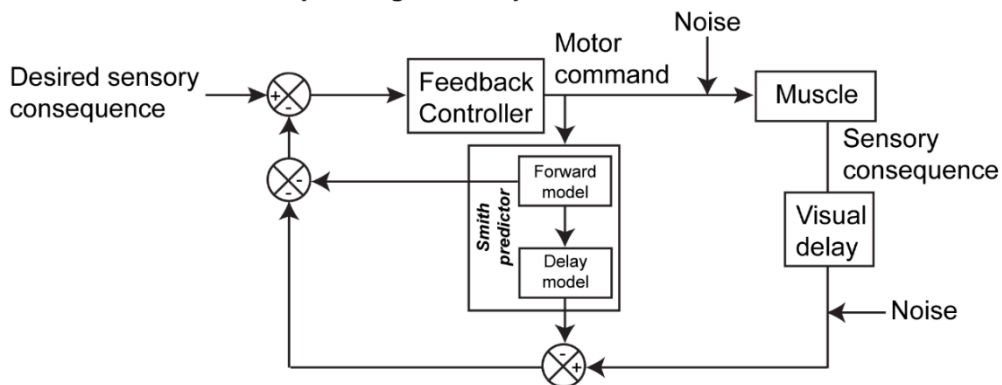 Noise
Motor
command
Desired sensory
consequence
+
-
Feedback
Controller
Muscle
Sensory
consequence
-
-
Smith
predictor
Forward
model
Visual
delay
Delay
model
Noise
-
+